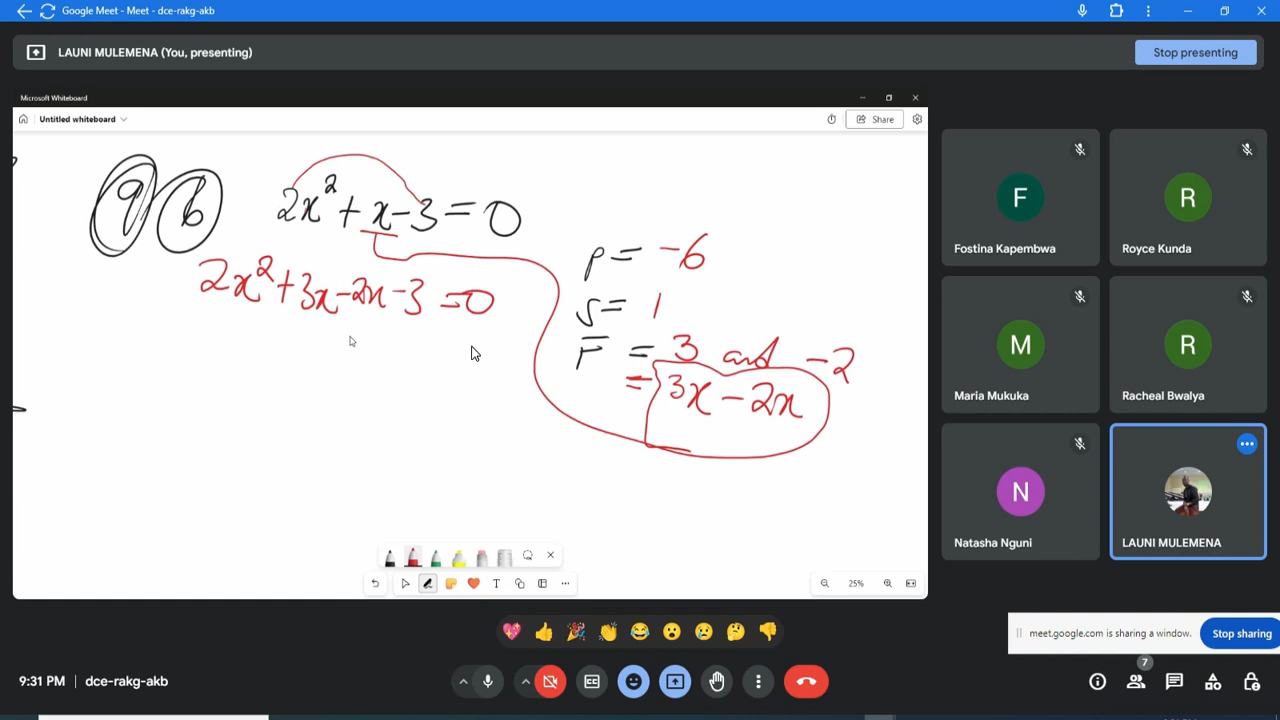 Google Meet - Meet - dce-rakg-akb
LAUNI MULEMENA (You, presenting)
Stop presenting
Microsoft Whiteboard
Untitled whiteboard
Share
9 b
2x² + x - 3 = 0
2x² + 3x - 2x - 3 = 0
P = -6
S = 1
F = 3 and -2
= 3x - 2x
25%
F
Fostina Kapembwa
R
Royce Kunda
M
Maria Mukuka
R
Racheal Bwalya
N
Natasha Nguni
LAUNI MULEMENA
meet.google.com is sharing a window.
Stop sharing
9:31 PM | dce-rakg-akb
7